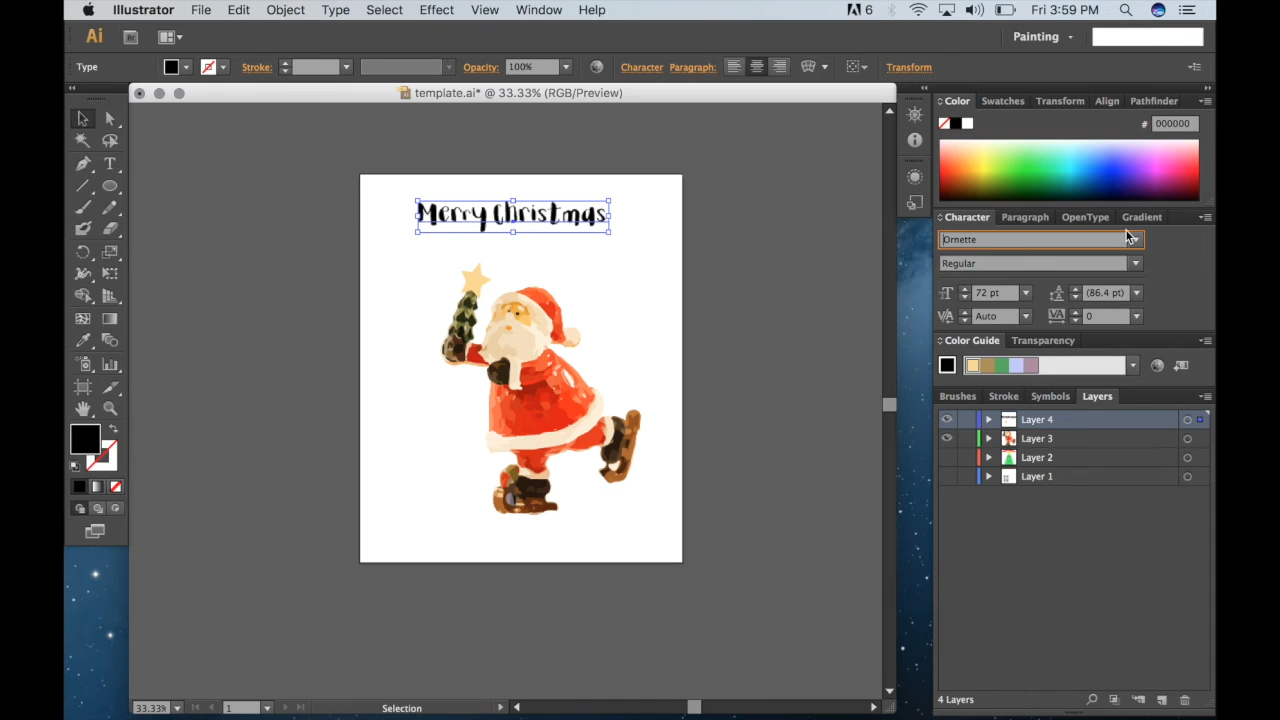 Illustrator File Edit Object Type Select Effect View Window Help 6 Fri 3:59 PM
Ai Br Painting
Type Stroke: Opacity: 100% Character Paragraph: Transform
template.ai* @ 33.33% (RGB/Preview)
Color Swatches Transform Align Pathfinder
# 000000
Merry Christmas
Character Paragraph OpenType Gradient
Ornette
Regular
72 pt (86.4 pt)
Auto 0
Color Guide Transparency
Brushes Stroke Symbols Layers
Layer 4
Layer 3
Layer 2
Layer 1
4 Layers
33.33% 1 Selection